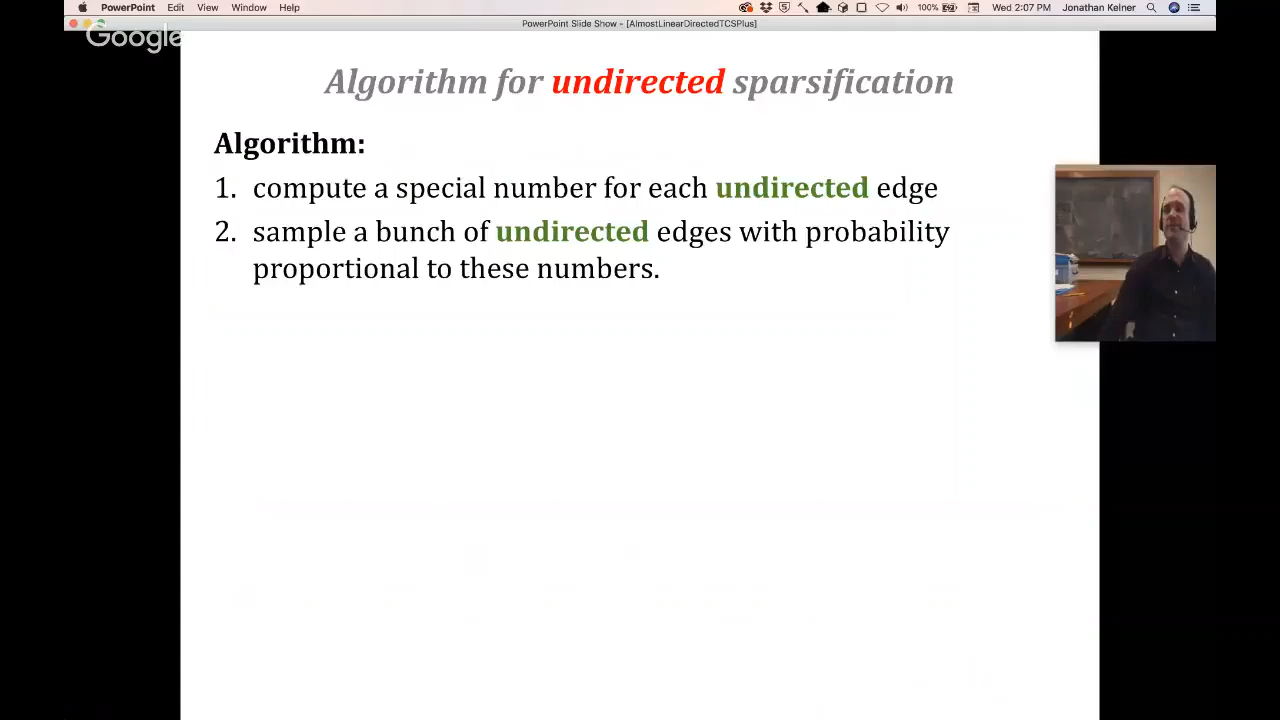 PowerPoint Edit View Window Help 100% Wed 2:07 PM Jonathan Kelner
PowerPoint Slide Show - [AlmostLinearDirectedTCSPlus]
Google
Algorithm for undirected sparsification
Algorithm:
1. compute a special number for each undirected edge
2. sample a bunch of undirected edges with probability
proportional to these numbers.